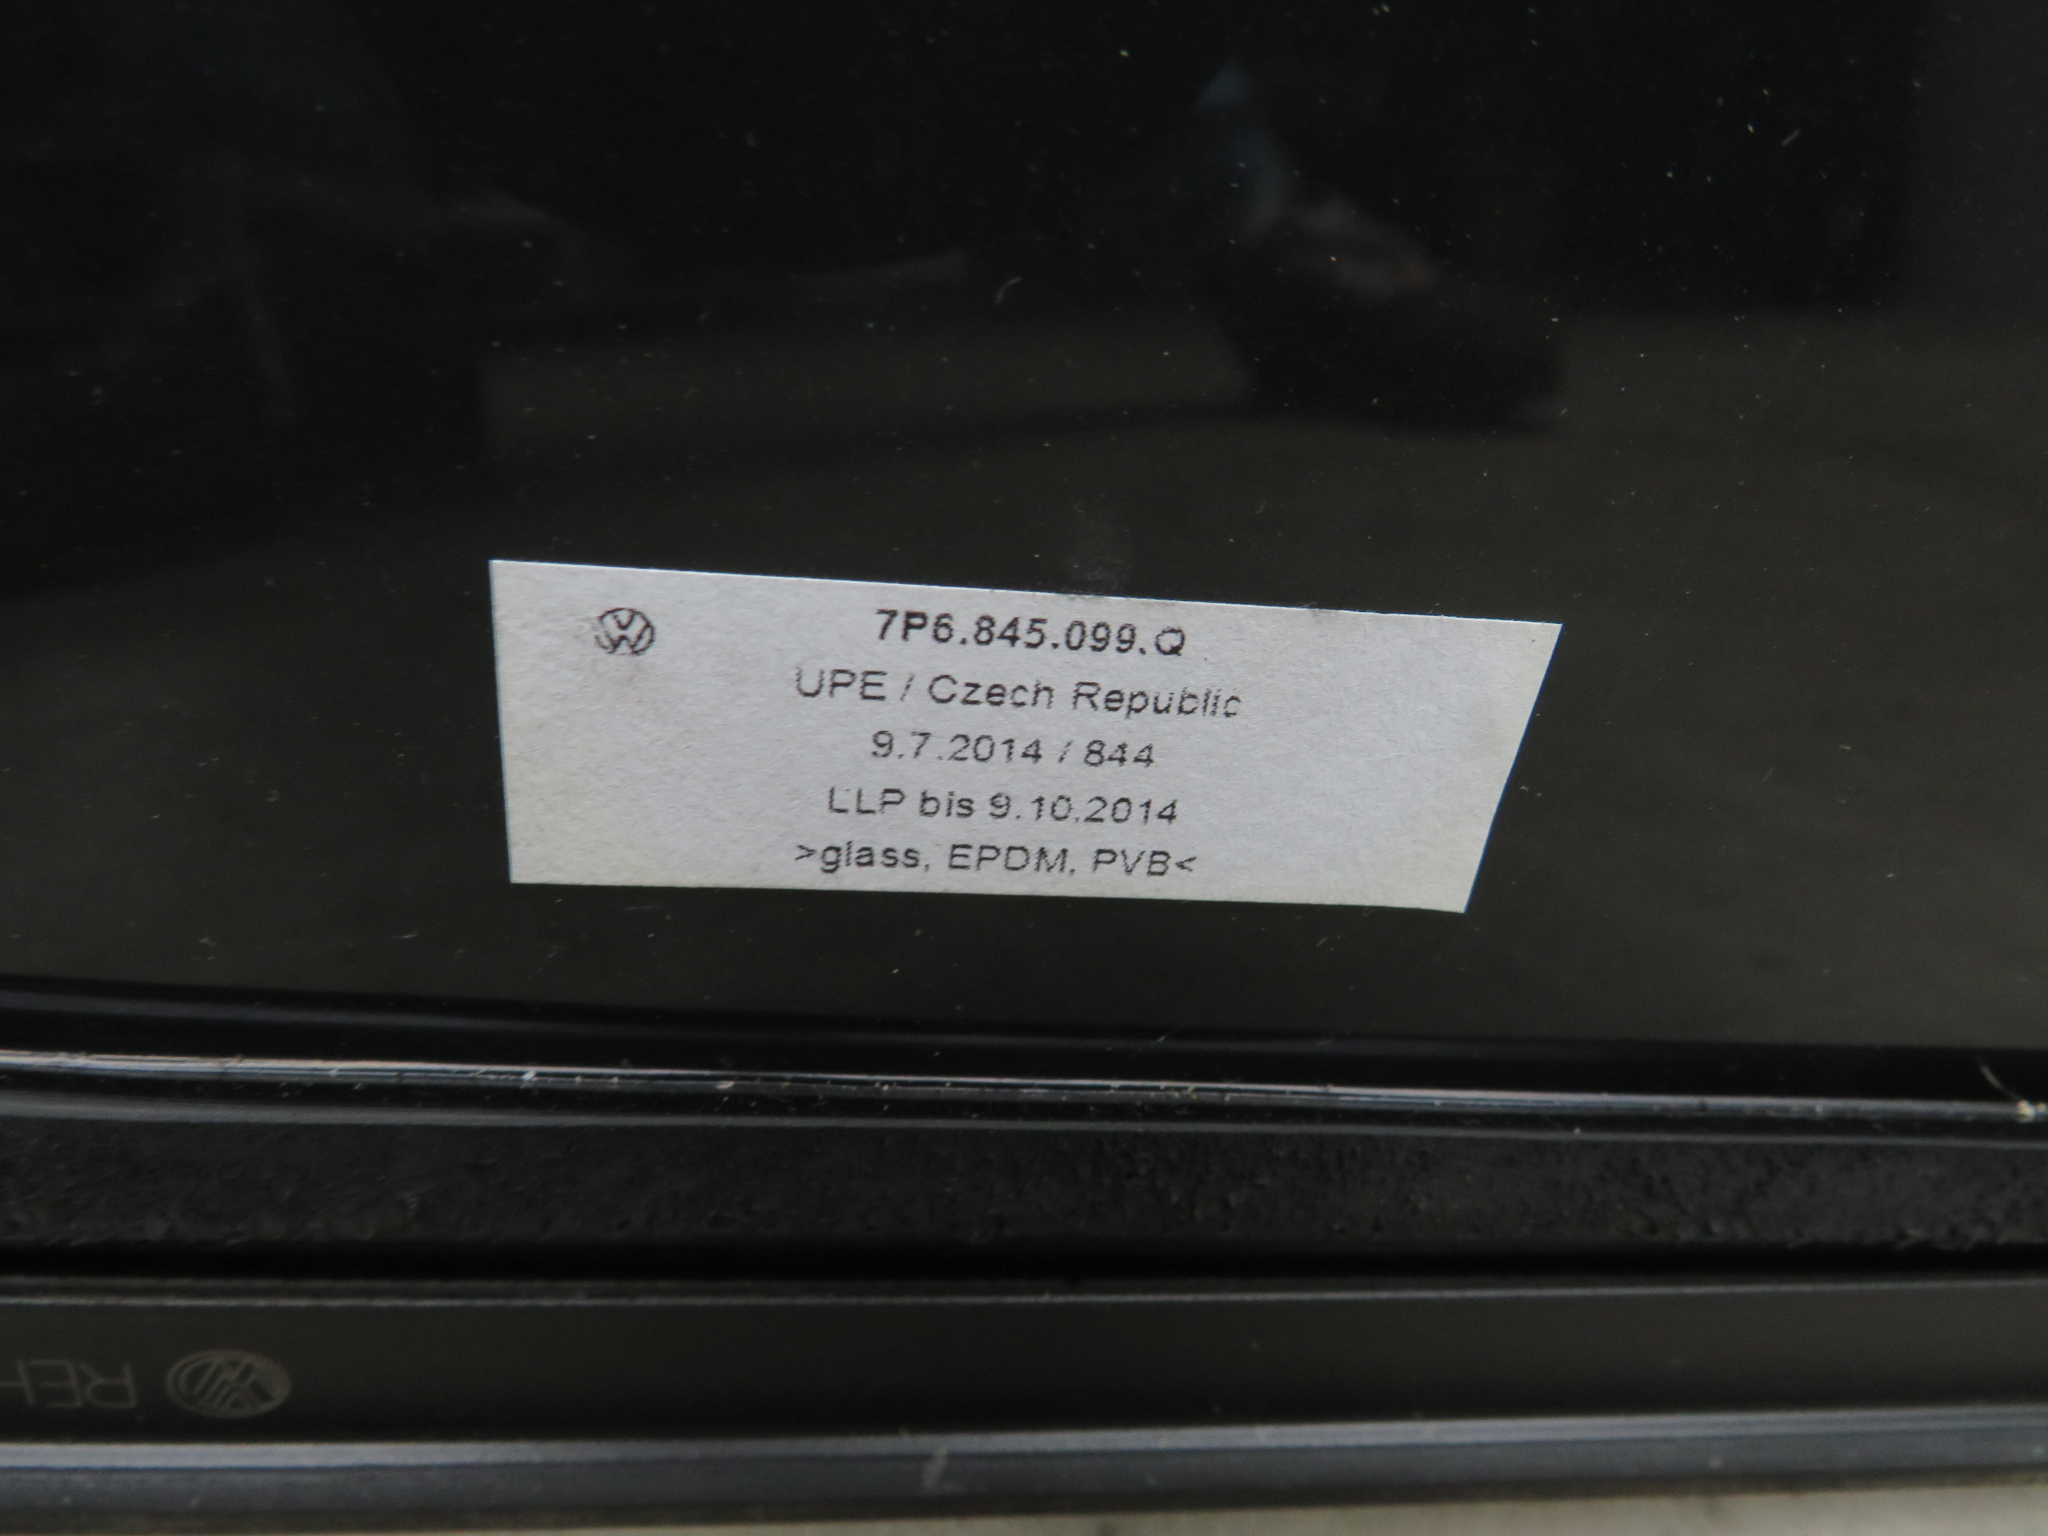 7P6.845.099.Q
UPE / Czech Republic
9.7.2014 / 844
LLP bis 9.10.2014
>glass, EPDM, PVB<